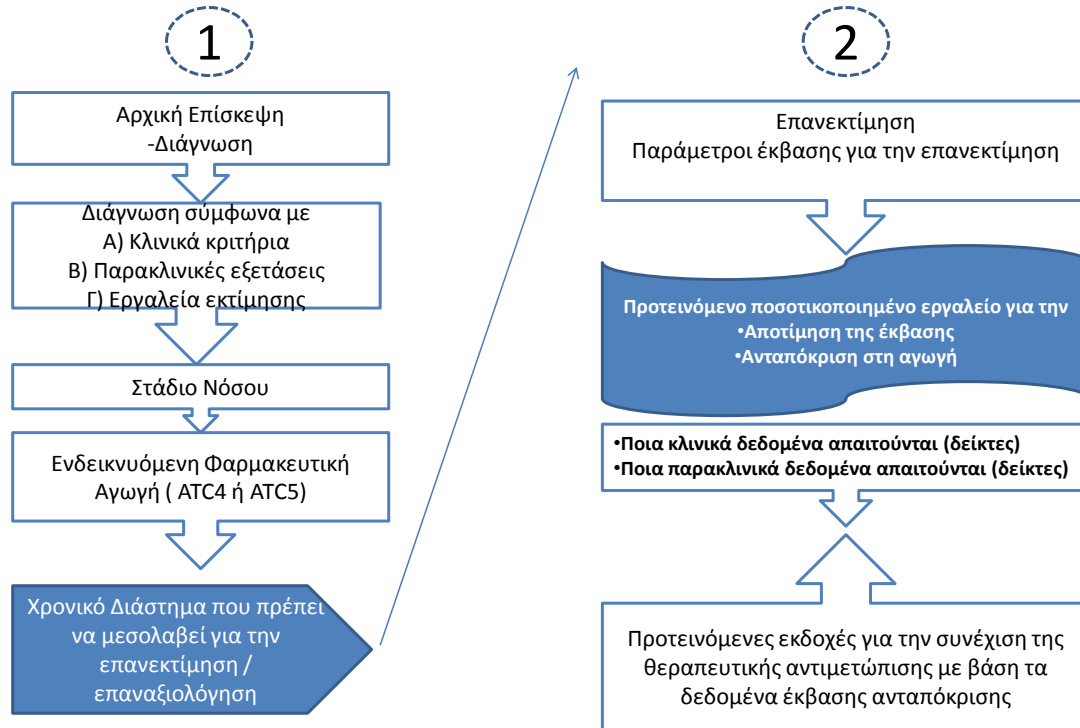 1
Αρχική Επίσκεψη
-Διάγνωση
Διάγνωση σύμφωνα με
Α) Κλινικά κριτήρια
Β) Παρακλινικές εξετάσεις
Γ) Εργαλεία εκτίμησης
Στάδιο Νόσου
Ενδεικνυόμενη Φαρμακευτική
Αγωγή ( ATC4 ή ATC5)
Χρονικό Διάστημα που πρέπει
να μεσολαβεί για την
επανεκτίμηση /
επαναξιολόγηση
2
Επανεκτίμηση
Παράμετροι έκβασης για την επανεκτίμηση
Προτεινόμενο ποσοτικοποιημένο εργαλείο για την
•Αποτίμηση της έκβασης
•Ανταπόκριση στη αγωγή
•Ποια κλινικά δεδομένα απαιτούνται (δείκτες)
•Ποια παρακλινικά δεδομένα απαιτούνται (δείκτες)
Προτεινόμενες εκδοχές για την συνέχιση της
θεραπευτικής αντιμετώπισης με βάση τα
δεδομένα έκβασης ανταπόκρισης